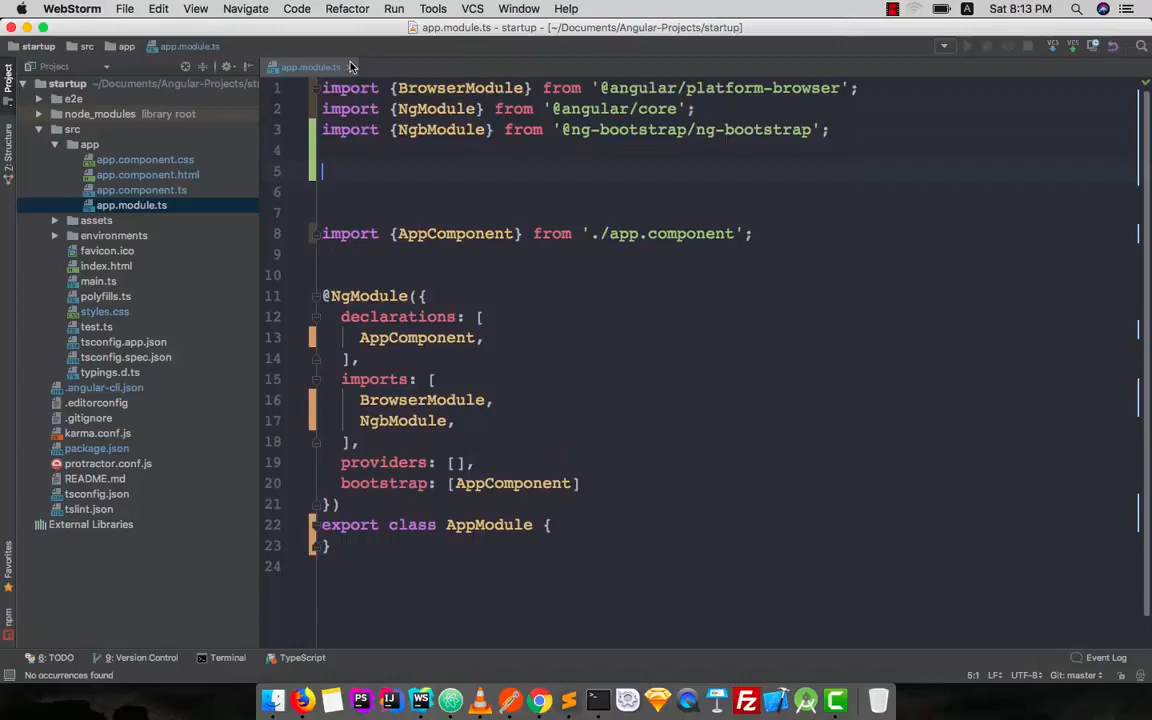 WebStorm File Edit View Navigate Code Refactor Run Tools VCS Window Help A Sat 8:13 PM
app.module.ts - startup - [~/Documents/Angular-Projects/startup]
startup src app app.module.ts
Project
app.module.ts
1: Project
Z: Structure
Favorites
npm
startup ~/Documents/Angular-Projects/st
e2e
node_modules library root
src
app
app.component.css
app.component.html
app.component.ts
app.module.ts
assets
environments
favicon.ico
index.html
main.ts
polyfills.ts
styles.css
test.ts
tsconfig.app.json
tsconfig.spec.json
typings.d.ts
.angular-cli.json
.editorconfig
.gitignore
karma.conf.js
package.json
protractor.conf.js
README.md
tsconfig.json
tslint.json
External Libraries
1 import {BrowserModule} from '@angular/platform-browser';
2 import {NgModule} from '@angular/core';
3 import {NgbModule} from '@ng-bootstrap/ng-bootstrap';
4
5
6
7
8 import {AppComponent} from './app.component';
9
10
11 @NgModule({
12 declarations: [
13 AppComponent,
14 ],
15 imports: [
16 BrowserModule,
17 NgbModule,
18 ],
19 providers: [],
20 bootstrap: [AppComponent]
21 })
22 export class AppModule {
23 }
24
6: TODO 9: Version Control Terminal TypeScript Event Log
No occurrences found 5:1 LF÷ UTF-8÷ Git: master÷